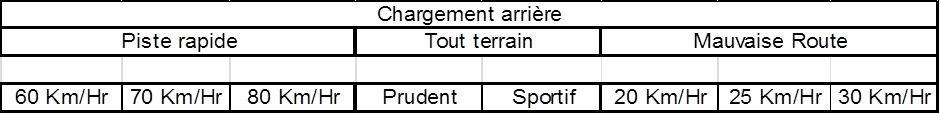 Chargement arrière
Piste rapide Tout terrain Mauvaise Route
60 Km/Hr 70 Km/Hr 80 Km/Hr Prudent Sportif 20 Km/Hr 25 Km/Hr 30 Km/Hr